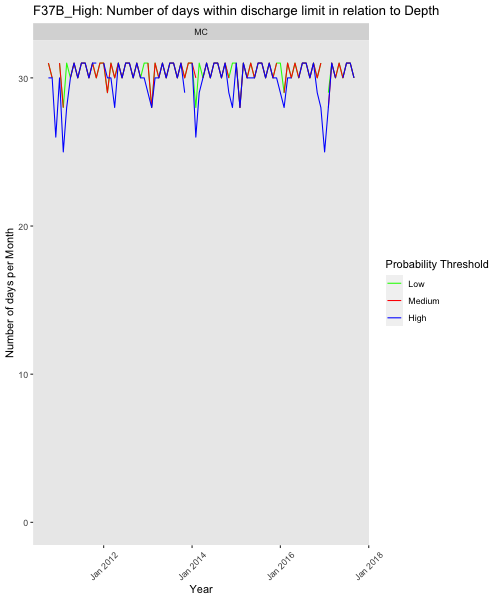 F37B_High: Number of days within discharge limit in relation to Depth
MC
Number of days per Month
30
20
10
0
Jan 2012
Jan 2014
Jan 2016
Jan 2018
Year
Probability Threshold
Low
Medium
High